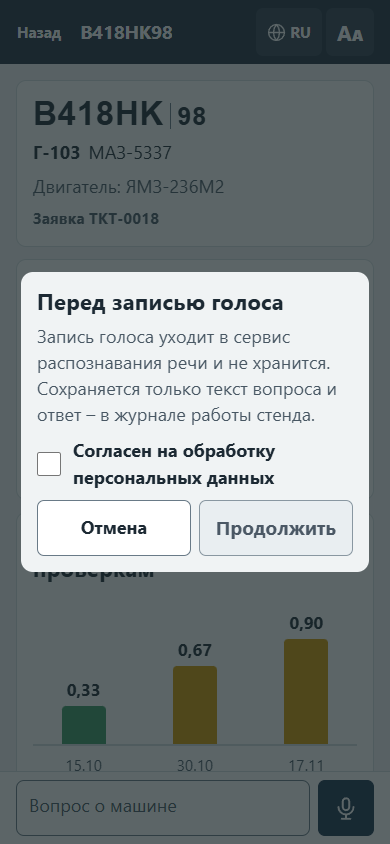 Назад В418НК98 RU Aa
В418НК 98
Г-103 МАЗ-5337
Двигатель: ЯМЗ-236М2
Заявка ТКТ-0018
Перед записью голоса
Запись голоса уходит в сервис
распознавания речи и не хранится.
Сохраняется только текст вопроса и
ответ – в журнале работы стенда.
Согласен на обработку
персональных данных
Отмена Продолжить
проверкам
0,33 0,67 0,90
15.10 30.10 17.11
Вопрос о машине